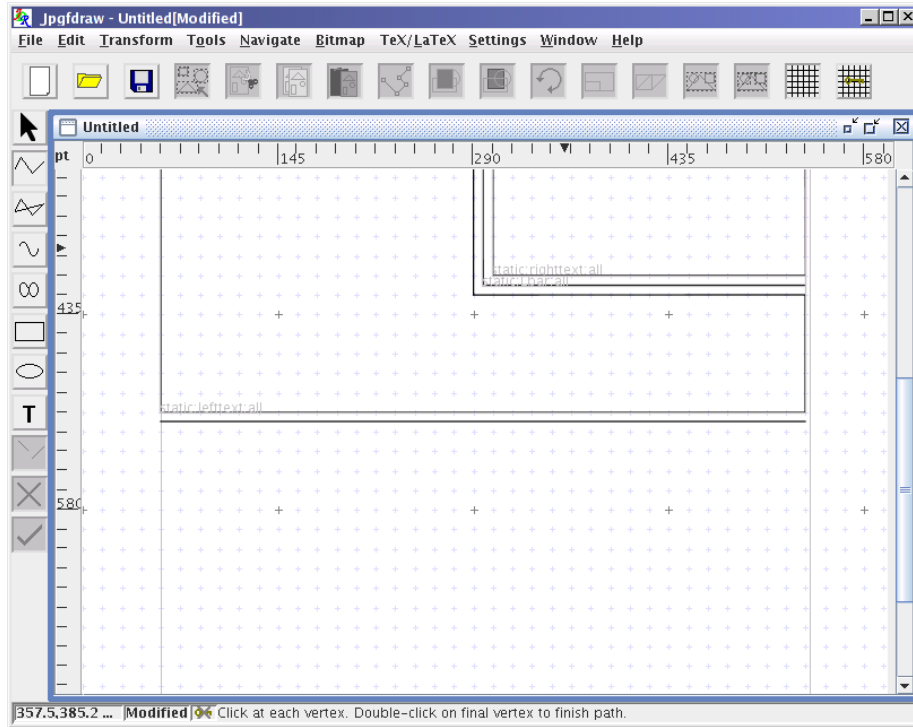 Jpgfdraw - Untitled[Modified]
File Edit Transform Tools Navigate Bitmap TeX/LaTeX Settings Window Help
Untitled
pt 0 145 290 435 580
static:righttext:all
static:Lbar:all
435
static:lefttext:all
T
580
357.5,385.2 ... Modified Click at each vertex. Double-click on final vertex to finish path.